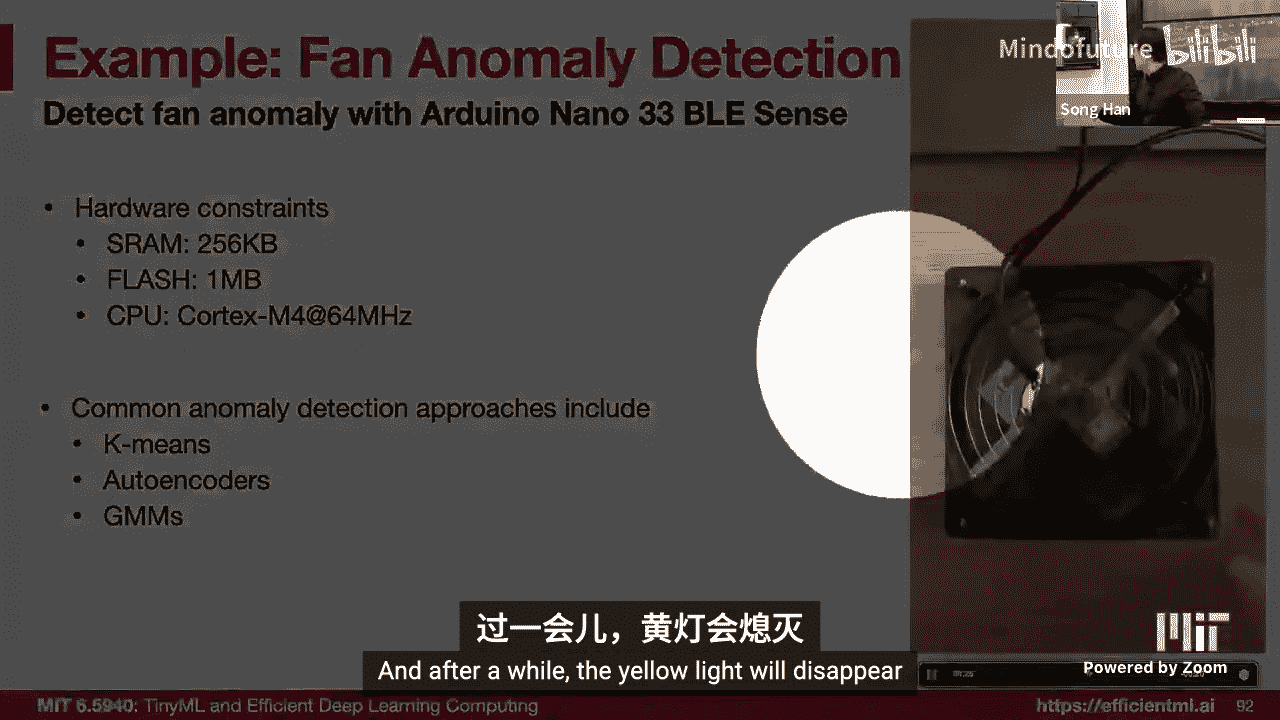 Example: Fan Anomaly Detection
Mindofuture bilibili
Detect fan anomaly with Arduino Nano 33 BLE Sense
Song Han
• Hardware constraints
• SRAM: 256KB
• FLASH: 1MB
• CPU: Cortex-M4@64MHz
• Common anomaly detection approaches include
• K-means
• Autoencoders
• GMMs
过一会儿，黄灯会熄灭
And after a while, the yellow light will disappear
MIT
Powered by Zoom
MIT 6.5940: TinyML and Efficient Deep Learning Computing
https://efficientml.ai 92